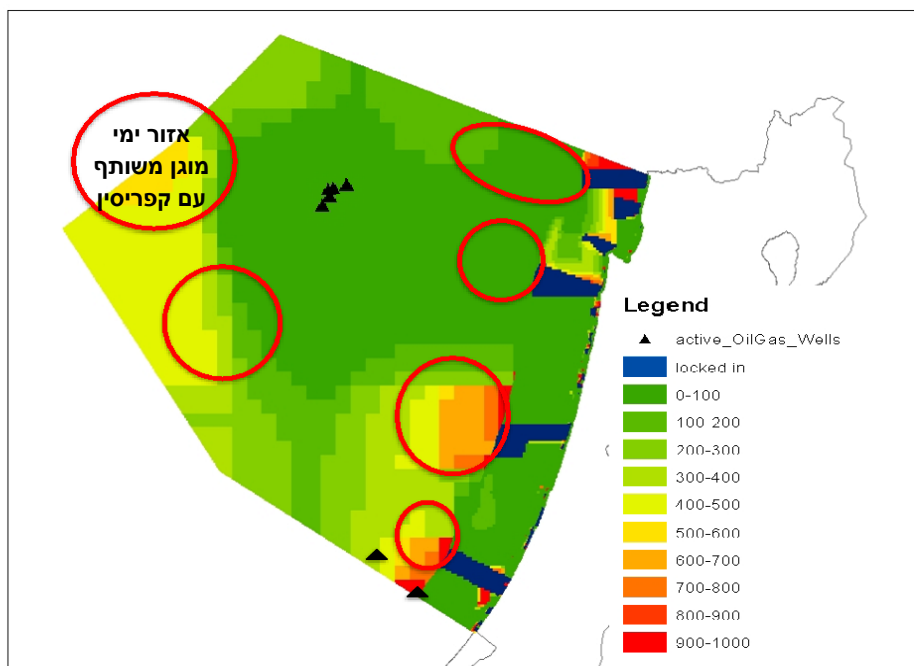 אזור ימי
מוגן משותף
עם קפריסין
Legend
active_OilGas_Wells
locked in
0-100
100-200
200-300
300-400
400-500
500-600
600-700
700-800
800-900
900-1000